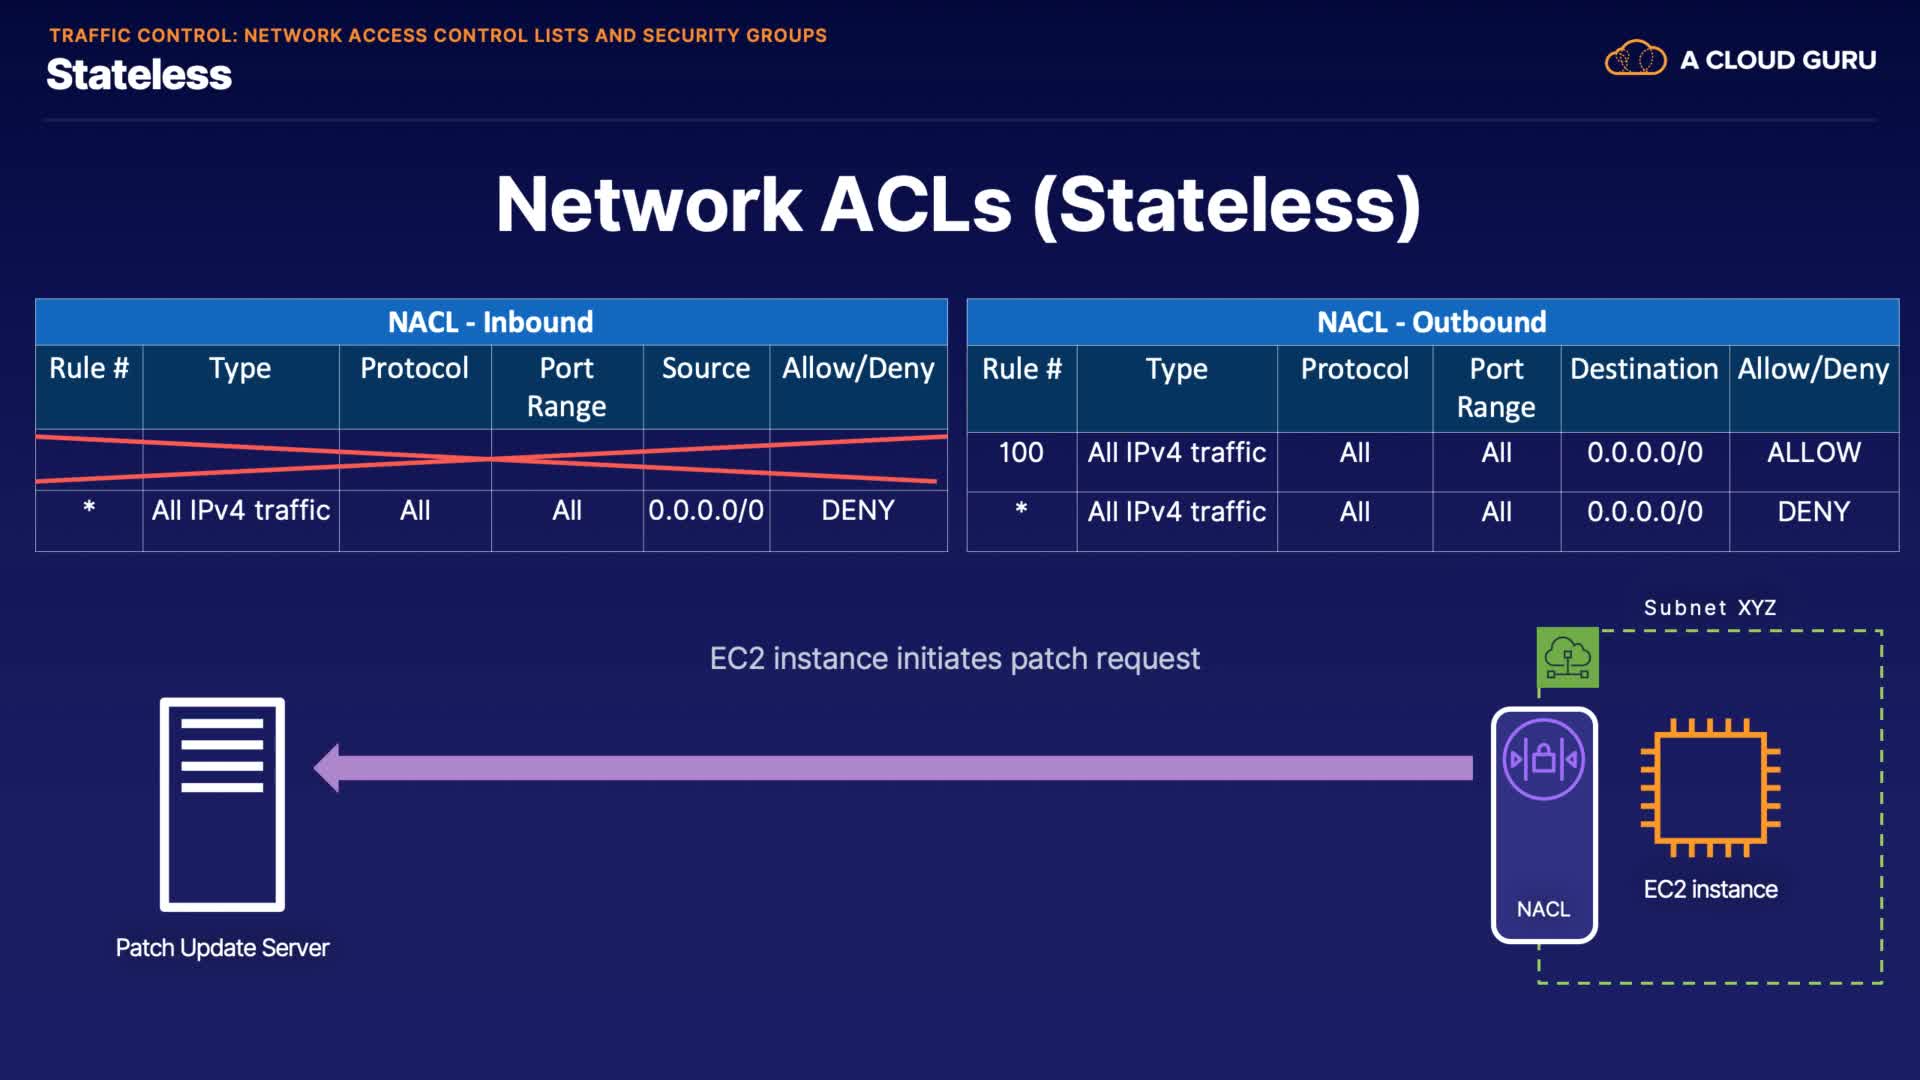 TRAFFIC CONTROL: NETWORK ACCESS CONTROL LISTS AND SECURITY GROUPS
Stateless
A CLOUD GURU
Network ACLs (Stateless)
NACL - Inbound
Rule # Type Protocol Port Range Source Allow/Deny
* All IPv4 traffic All All 0.0.0.0/0 DENY
NACL - Outbound
Rule # Type Protocol Port Range Destination Allow/Deny
100 All IPv4 traffic All All 0.0.0.0/0 ALLOW
* All IPv4 traffic All All 0.0.0.0/0 DENY
Subnet XYZ
EC2 instance initiates patch request
EC2 instance
NACL
Patch Update Server